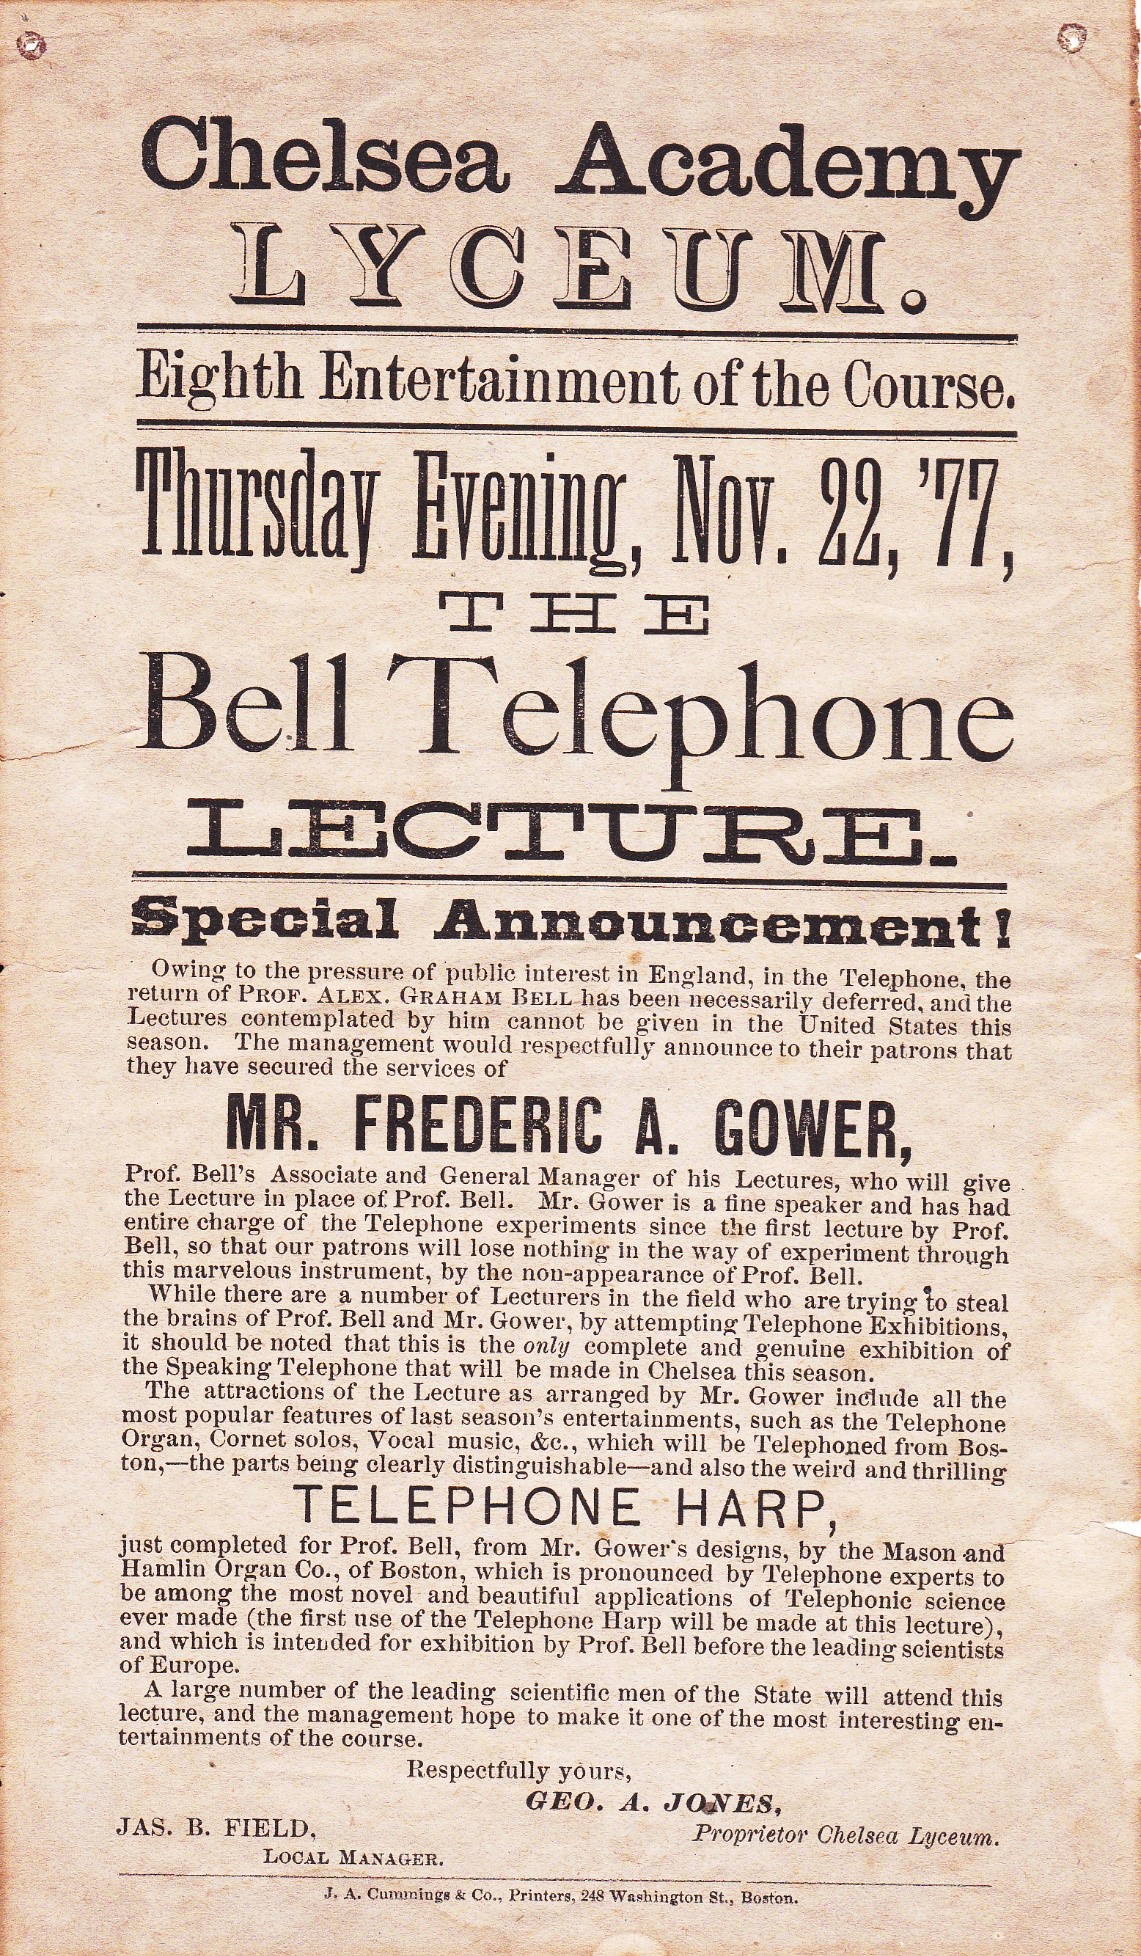 Chelsea Academy
LYCEUM.
Eighth Entertainment of the Course.
Thursday Evening, Nov. 22, '77,
THE
Bell Telephone
LECTURE.
Special Announcement!
Owing to the pressure of public interest in England, in the Telephone, the
return of PROF. ALEX. GRAHAM BELL has been necessarily deferred, and the
Lectures contemplated by him cannot be given in the United States this
season. The management would respectfully announce to their patrons that
they have secured the services of
MR. FREDERIC A. GOWER,
Prof. Bell's Associate and General Manager of his Lectures, who will give
the Lecture in place of Prof. Bell. Mr. Gower is a fine speaker and has had
entire charge of the Telephone experiments since the first lecture by Prof.
Bell, so that our patrons will lose nothing in the way of experiment through
this marvelous instrument, by the non-appearance of Prof. Bell.
While there are a number of Lecturers in the field who are trying to steal
the brains of Prof. Bell and Mr. Gower, by attempting Telephone Exhibitions,
it should be noted that this is the only complete and genuine exhibition of
the Speaking Telephone that will be made in Chelsea this season.
The attractions of the Lecture as arranged by Mr. Gower include all the
most popular features of last season's entertainments, such as the Telephone
Organ, Cornet solos, Vocal music, &c., which will be Telephoned from Bos-
ton,—the parts being clearly distinguishable—and also the weird and thrilling
TELEPHONE HARP,
just completed for Prof. Bell, from Mr. Gower's designs, by the Mason and
Hamlin Organ Co., of Boston, which is pronounced by Telephone experts to
be among the most novel and beautiful applications of Telephonic science
ever made (the first use of the Telephone Harp will be made at this lecture),
and which is intended for exhibition by Prof. Bell before the leading scientists
of Europe.
A large number of the leading scientific men of the State will attend this
lecture, and the management hope to make it one of the most interesting en-
tertainments of the course.
Respectfully yours,
GEO. A. JONES,
Proprietor Chelsea Lyceum.
JAS. B. FIELD,
LOCAL MANAGER.
J. A. Cummings & Co., Printers, 248 Washington St., Boston.